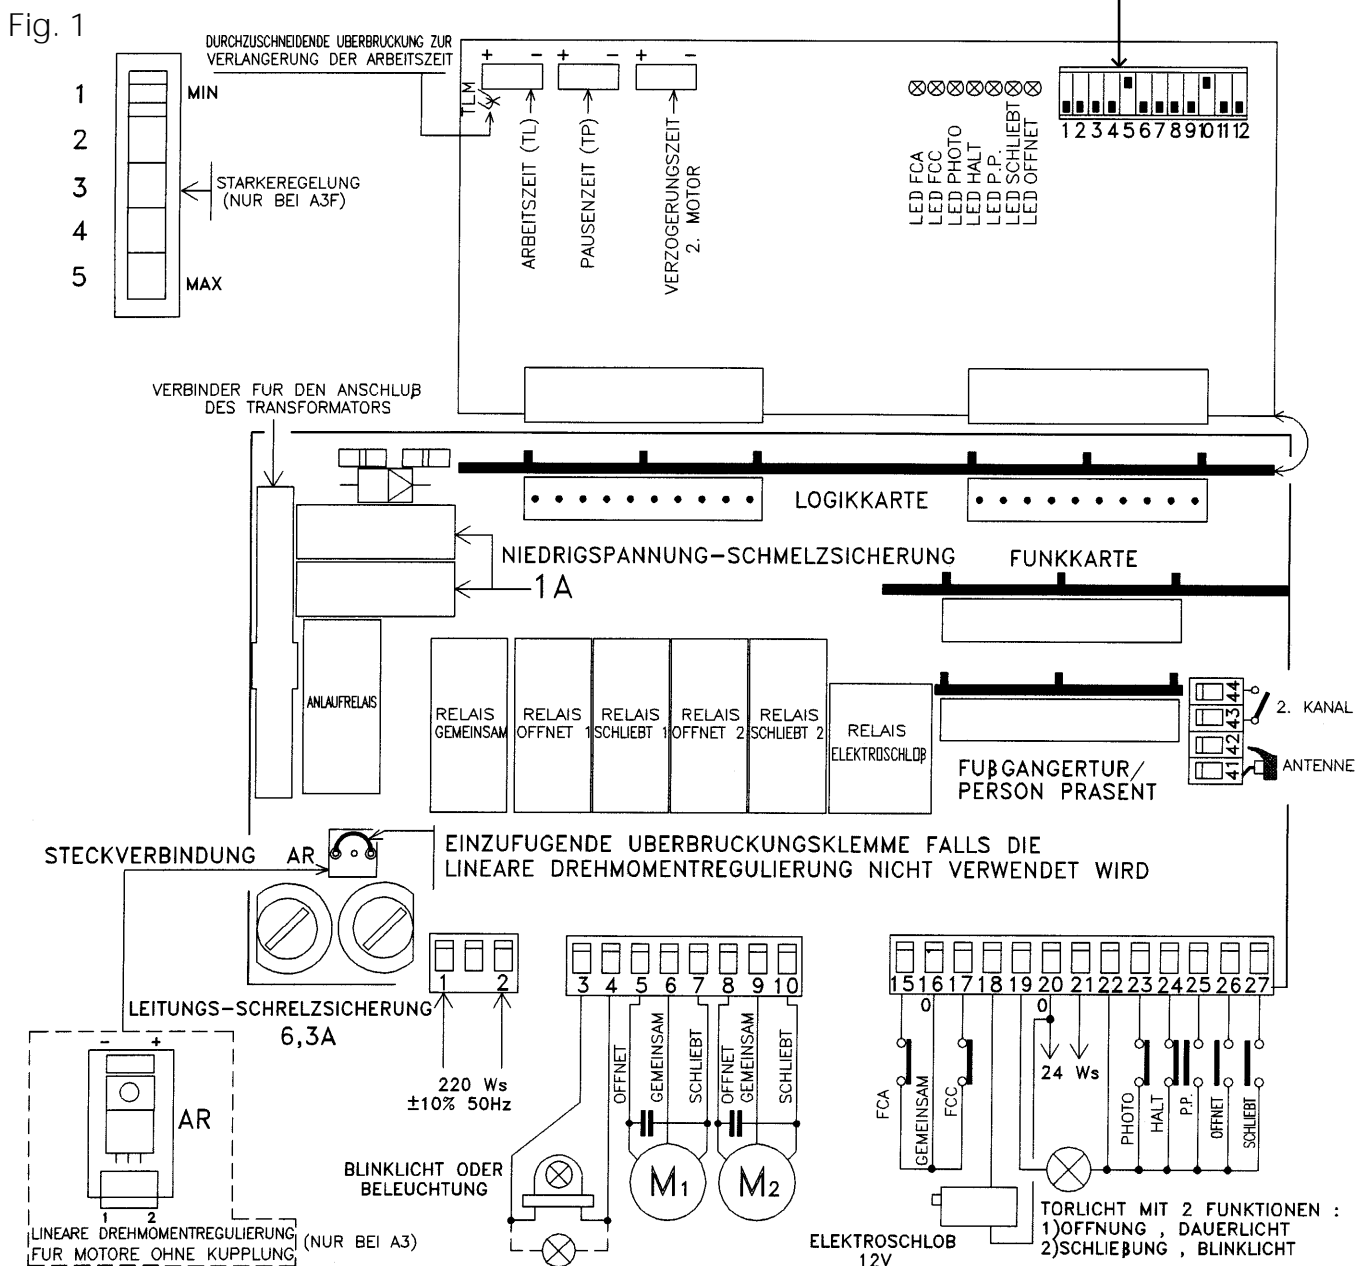 Fig. 1
DURCHZUSCHNEIDENDE UBERBRUCKUNG ZUR
VERLANGERUNG DER ARBEITSZEIT
1
2
3
4
5
MIN
MAX
STARKEREGELUNG
(NUR BEI A3F)
TLM
+ -
+ -
+ -
ARBEITSZEIT (TL)
PAUSENZEIT (TP)
VERZOGERUNGSZEIT
2. MOTOR
LED FCA
LED FCC
LED PHOTO
LED HALT
LED P.P.
LED SCHLIEBT
LED OFFNET
1 2 3 4 5 6 7 8 9 10 11 12
VERBINDER FUR DEN ANSCHLUβ
DES TRANSFORMATORS
LOGIKKARTE
NIEDRIGSPANNUNG-SCHMELZSICHERUNG
1A
FUNKKARTE
ANLAUFRELAIS
RELAIS
GEMEINSAM
RELAIS
OFFNET 1
RELAIS
SCHLIEBT 1
RELAIS
OFFNET 2
RELAIS
SCHLIEBT 2
RELAIS
ELEKTROSCHLOβ
FUβGANGERTUR/
PERSON PRASENT
44
43
42
41
2. KANAL
ANTENNE
STECKVERBINDUNG AR
EINZUFUGENDE UBERBRUCKUNGSKLEMME FALLS DIE
LINEARE DREHMOMENTREGULIERUNG NICHT VERWENDET WIRD
LEITUNGS-SCHRELZSICHERUNG
6,3A
1 2
220 Ws
±10% 50Hz
3 4 5 6 7 8 9 10
OFFNET
GEMEINSAM
SCHLIEBT
OFFNET
GEMEINSAM
SCHLIEBT
M1
M2
BLINKLICHT ODER
BELEUCHTUNG
15 16 17 18 19 20 21 22 23 24 25 26 27
0 0
24 Ws
FCA
GEMEINSAM
FCC
PHOTO
HALT
P.P.
OFFNET
SCHLIEBT
ELEKTROSCHLOB
12V
TORLICHT MIT 2 FUNKTIONEN :
1)OFFNUNG , DAUERLICHT
2)SCHLIEβUNG , BLINKLICHT
- +
AR
1 2
LINEARE DREHMOMENTREGULIERUNG
FUR MOTORE OHNE KUPPLUNG
(NUR BEI A3)